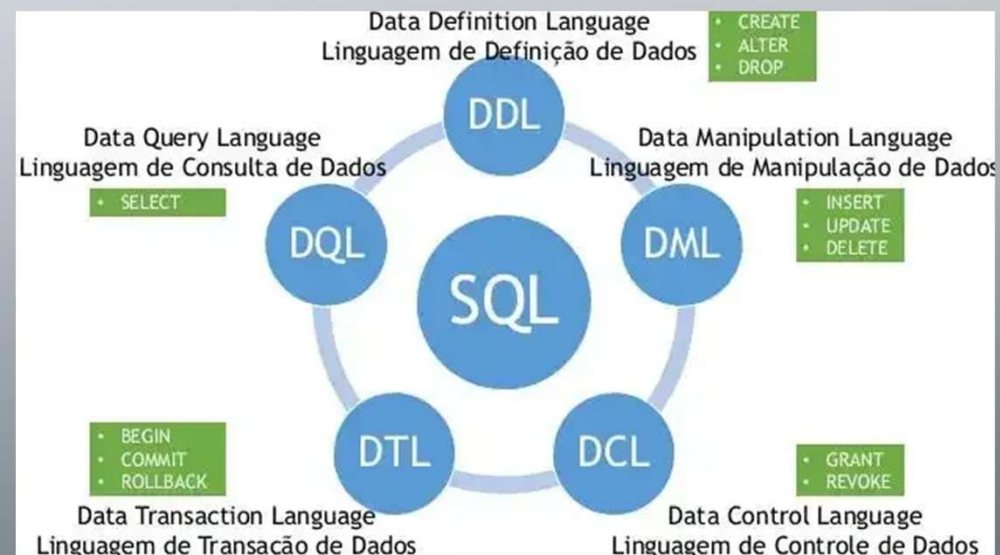 Data Definition Language
Linguagem de Definição de Dados
• CREATE
• ALTER
• DROP
DDL
Data Query Language
Linguagem de Consulta de Dados
• SELECT
DQL
Data Manipulation Language
Linguagem de Manipulação de Dados
• INSERT
• UPDATE
• DELETE
DML
SQL
• BEGIN
• COMMIT
• ROLLBACK
DTL
Data Transaction Language
Linguagem de Transação de Dados
DCL
• GRANT
• REVOKE
Data Control Language
Linguagem de Controle de Dados